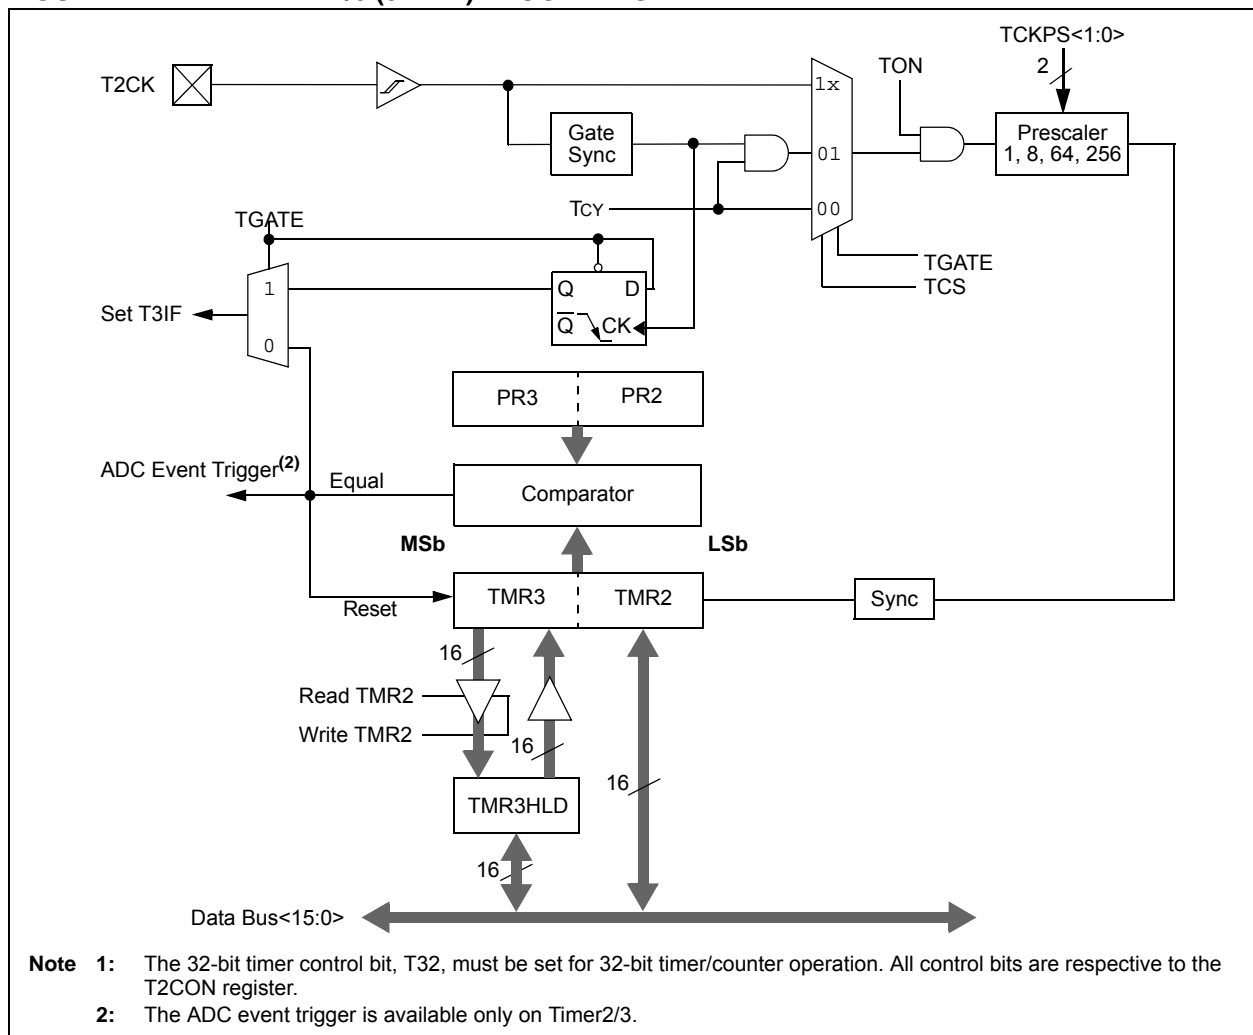 TCKPS<1:0>
2
TON
T2CK
1x
Gate
Sync
01
Prescaler
1, 8, 64, 256
TCY
00
TGATE
TGATE
TCS
1
Q
D
Set T3IF
Q
CK
0
PR3
PR2
ADC Event Trigger(2)
Equal
Comparator
MSb
LSb
TMR3
TMR2
Sync
Reset
16
Read TMR2
Write TMR2
16
16
TMR3HLD
16
Data Bus<15:0>
Note 1: The 32-bit timer control bit, T32, must be set for 32-bit timer/counter operation. All control bits are respective to the
T2CON register.
2: The ADC event trigger is available only on Timer2/3.